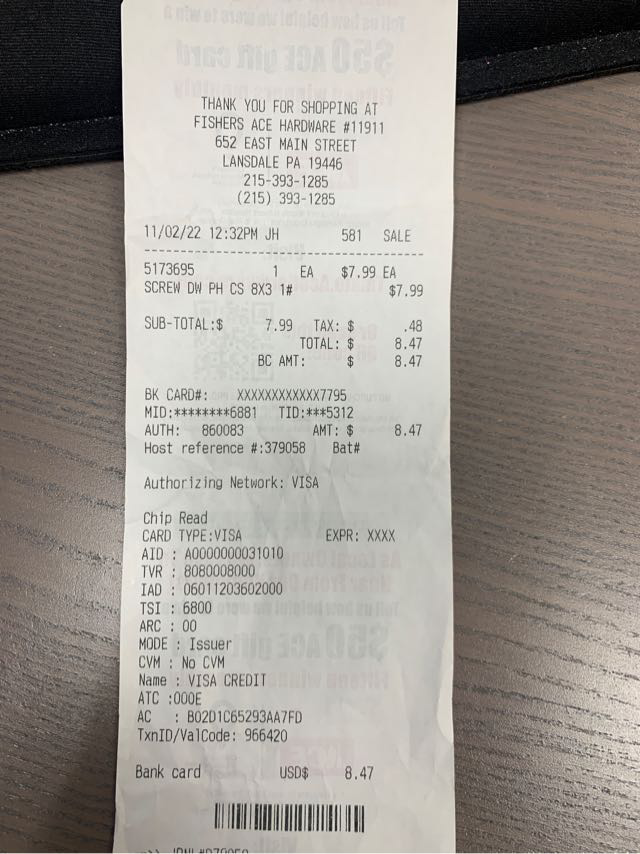 THANK YOU FOR SHOPPING AT
FISHERS ACE HARDWARE #11911
652 EAST MAIN STREET
LANSDALE PA 19446
215-393-1285
(215) 393-1285
11/02/22 12:32PM JH 581 SALE
5173695 1 EA $7.99 EA
SCREW DW PH CS 8X3 1# $7.99
SUB-TOTAL:$ 7.99 TAX: $ .48
TOTAL: $ 8.47
BC AMT: $ 8.47
BK CARD#: XXXXXXXXXXXX7795
MID:********6881 TID:***5312
AUTH: 860083 AMT: $ 8.47
Host reference #:379058 Bat#
Authorizing Network: VISA
Chip Read
CARD TYPE:VISA EXPR: XXXX
AID : A0000000031010
TVR : 8080008000
IAD : 06011203602000
TSI : 6800
ARC : 00
MODE : Issuer
CVM : No CVM
Name : VISA CREDIT
ATC :000E
AC : B02D1C65293AA7FD
TxnID/ValCode: 966420
Bank card USD$ 8.47